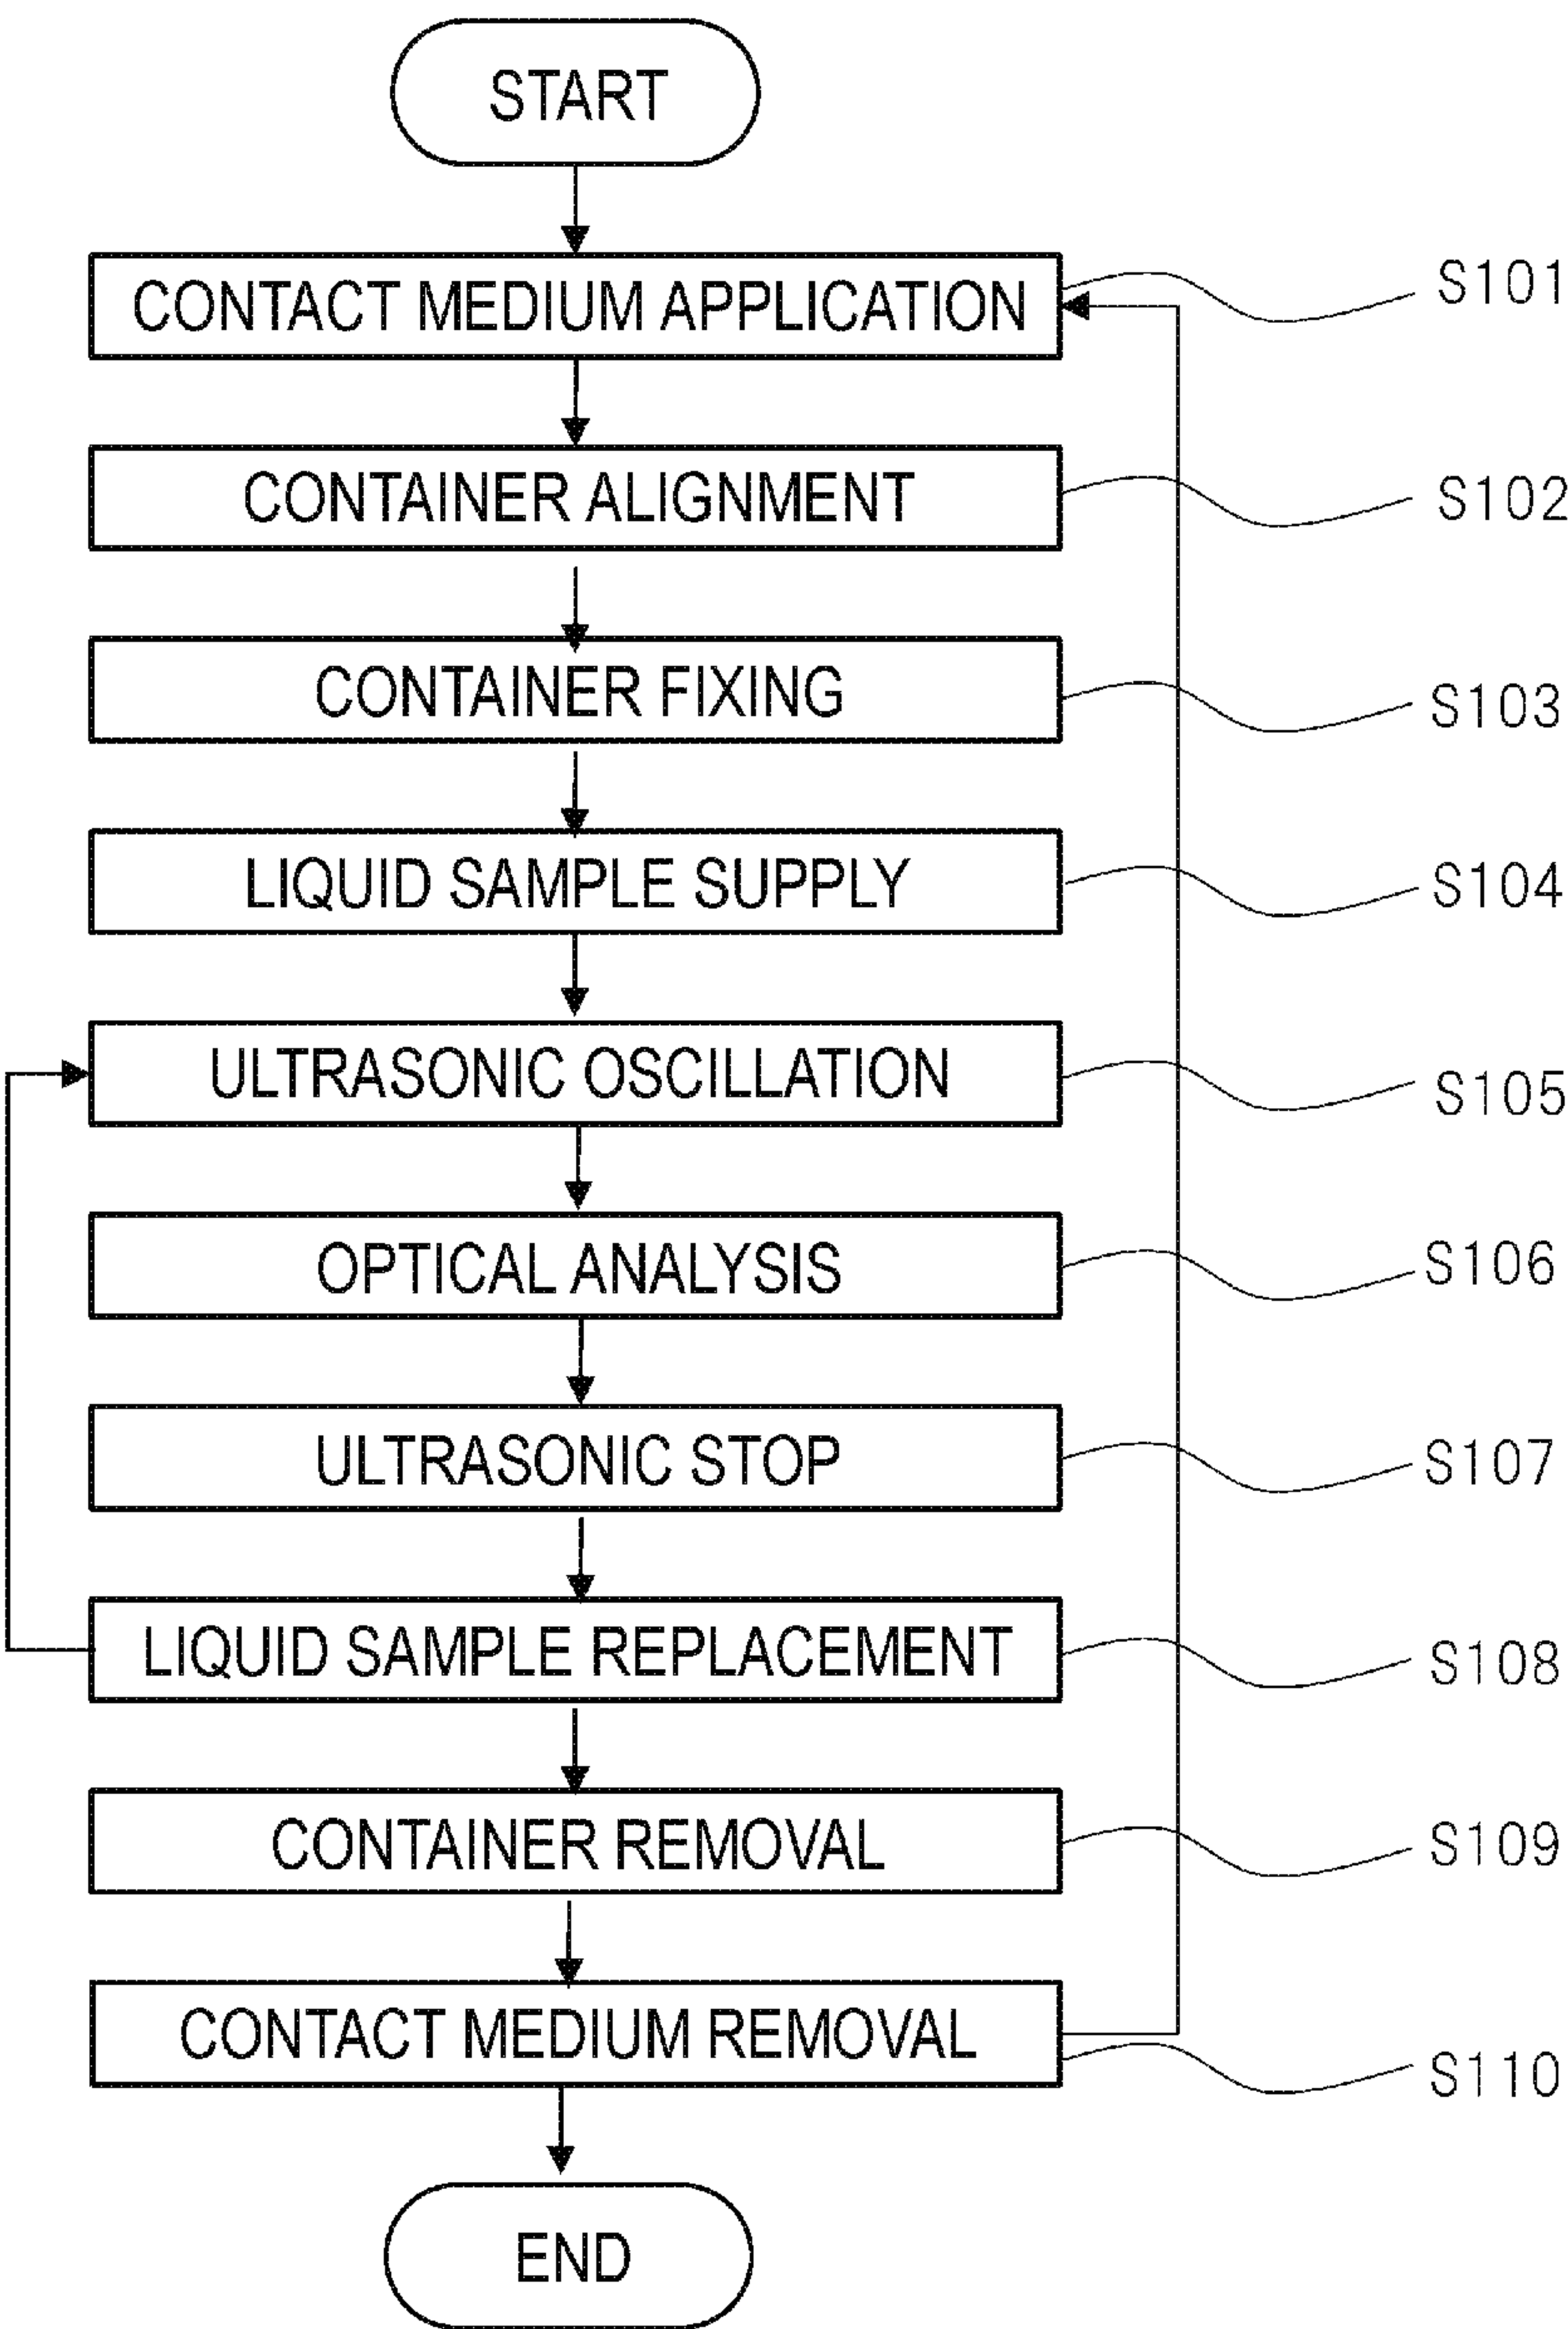 START
CONTACT MEDIUM APPLICATION
S101
CONTAINER ALIGNMENT
S102
CONTAINER FIXING
S103
LIQUID SAMPLE SUPPLY
S104
ULTRASONIC OSCILLATION
S105
OPTICAL ANALYSIS
S106
ULTRASONIC STOP
S107
LIQUID SAMPLE REPLACEMENT
S108
CONTAINER REMOVAL
S109
CONTACT MEDIUM REMOVAL
S110
END